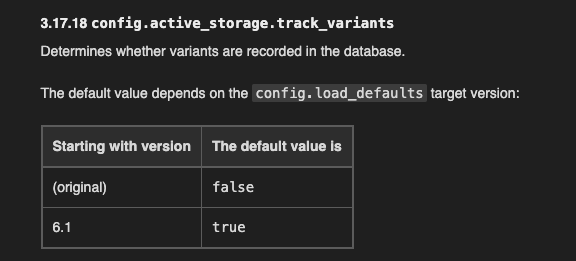 3.17.18 config.active_storage.track_variants
Determines whether variants are recorded in the database.
The default value depends on the config.load_defaults target version:
Starting with version The default value is
(original) false
6.1 true